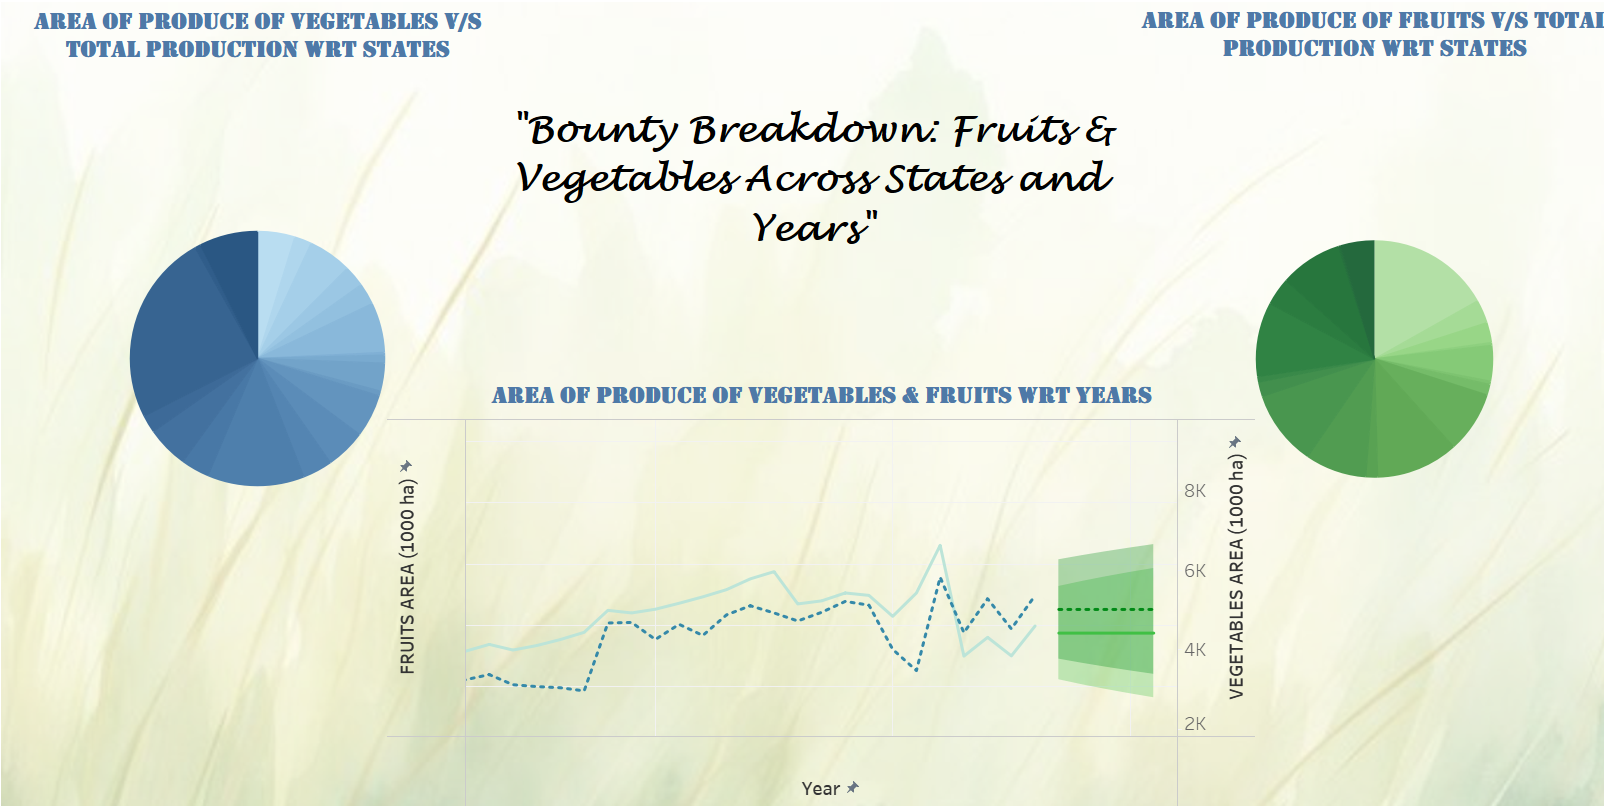 AREA OF PRODUCE OF VEGETABLES V/S
TOTAL PRODUCTION WRT STATES
AREA OF PRODUCE OF FRUITS V/S TOTAL
PRODUCTION WRT STATES
"Bounty Breakdown: Fruits &
Vegetables Across States and
Years"
AREA OF PRODUCE OF VEGETABLES & FRUITS WRT YEARS
FRUITS AREA (1000 ha)
8K
6K
4K
2K
VEGETABLES AREA (1000 ha)
Year